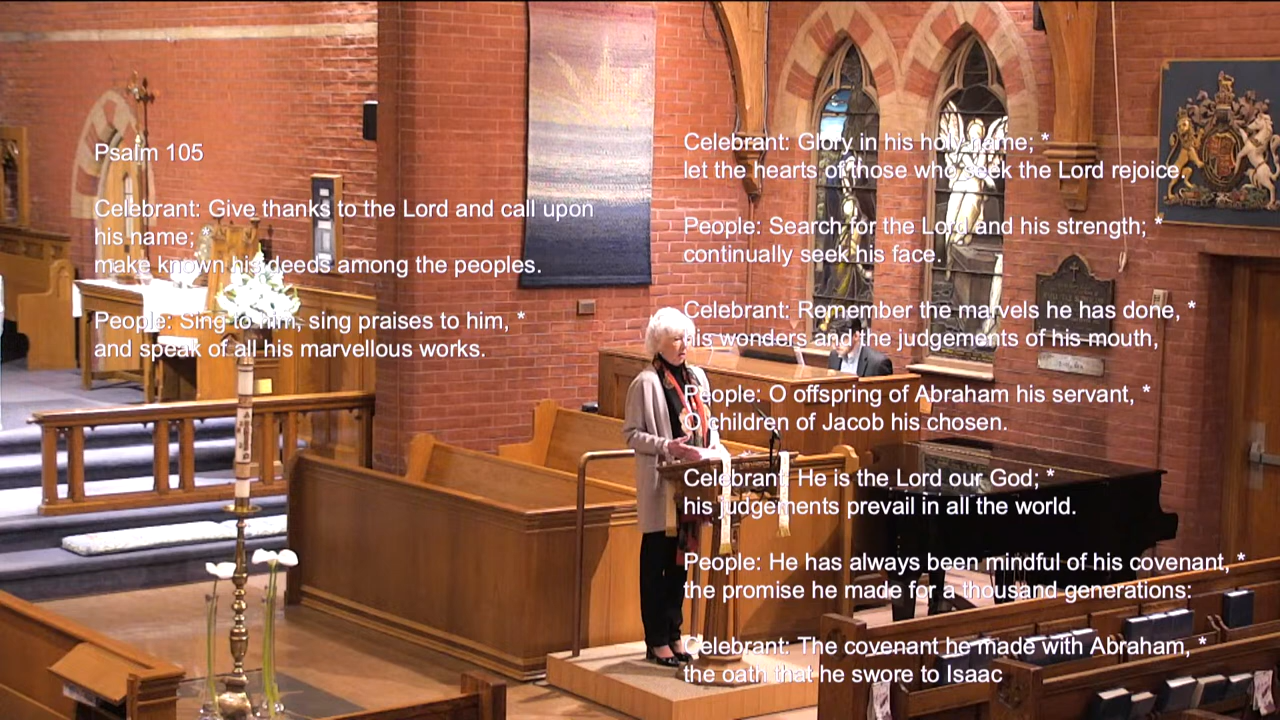 Psalm 105
Celebrant: Give thanks to the Lord and call upon
his name; *
make known his deeds among the peoples.
People: Sing to him, sing praises to him, *
and speak of all his marvellous works.
Celebrant: Glory in his holy name; *
let the hearts of those who seek the Lord rejoice.
People: Search for the Lord and his strength; *
continually seek his face.
Celebrant: Remember the marvels he has done, *
his wonders and the judgements of his mouth,
People: O offspring of Abraham his servant, *
O children of Jacob his chosen.
Celebrant: He is the Lord our God; *
his judgements prevail in all the world.
People: He has always been mindful of his covenant, *
the promise he made for a thousand generations:
Celebrant: The covenant he made with Abraham, *
the oath that he swore to Isaac